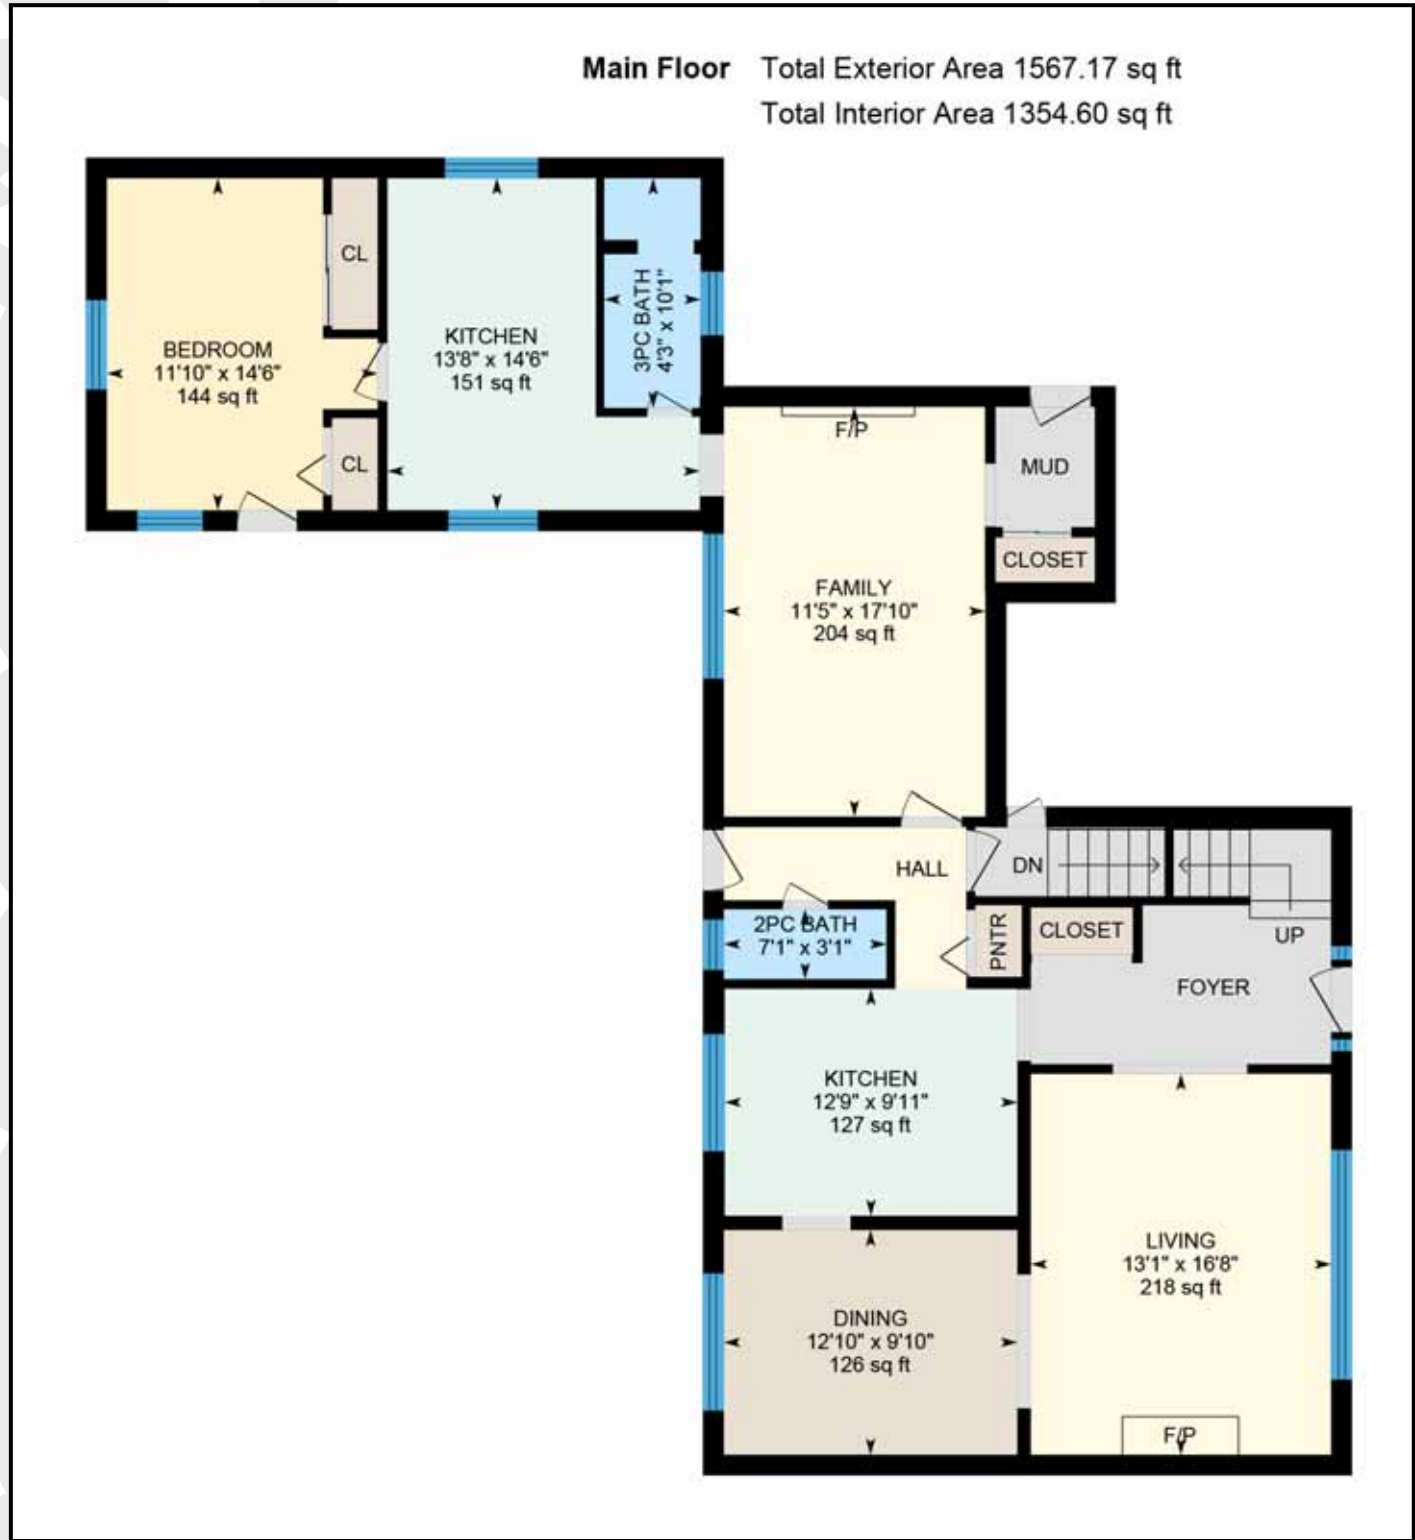 Main Floor Total Exterior Area 1567.17 sq ft
Total Interior Area 1354.60 sq ft
BEDROOM
11'10" x 14'6"
144 sq ft
CL
CL
KITCHEN
13'8" x 14'6"
151 sq ft
3PC BATH
4'3" x 10'1"
F/P
MUD
CLOSET
FAMILY
11'5" x 17'10"
204 sq ft
HALL
DN
2PC BATH
7'1" x 3'1"
PNTR
CLOSET
UP
FOYER
KITCHEN
12'9" x 9'11"
127 sq ft
LIVING
13'1" x 16'8"
218 sq ft
DINING
12'10" x 9'10"
126 sq ft
F/P